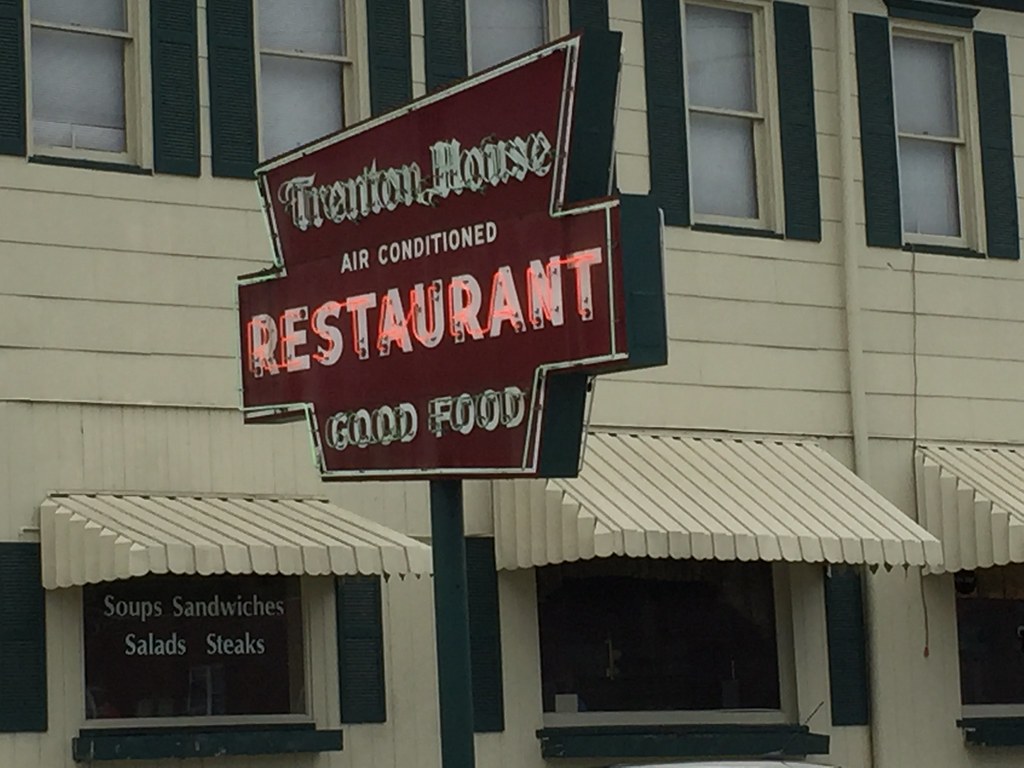 Trenton House
AIR CONDITIONED
RESTAURANT
GOOD FOOD
Soups Sandwiches
Salads Steaks